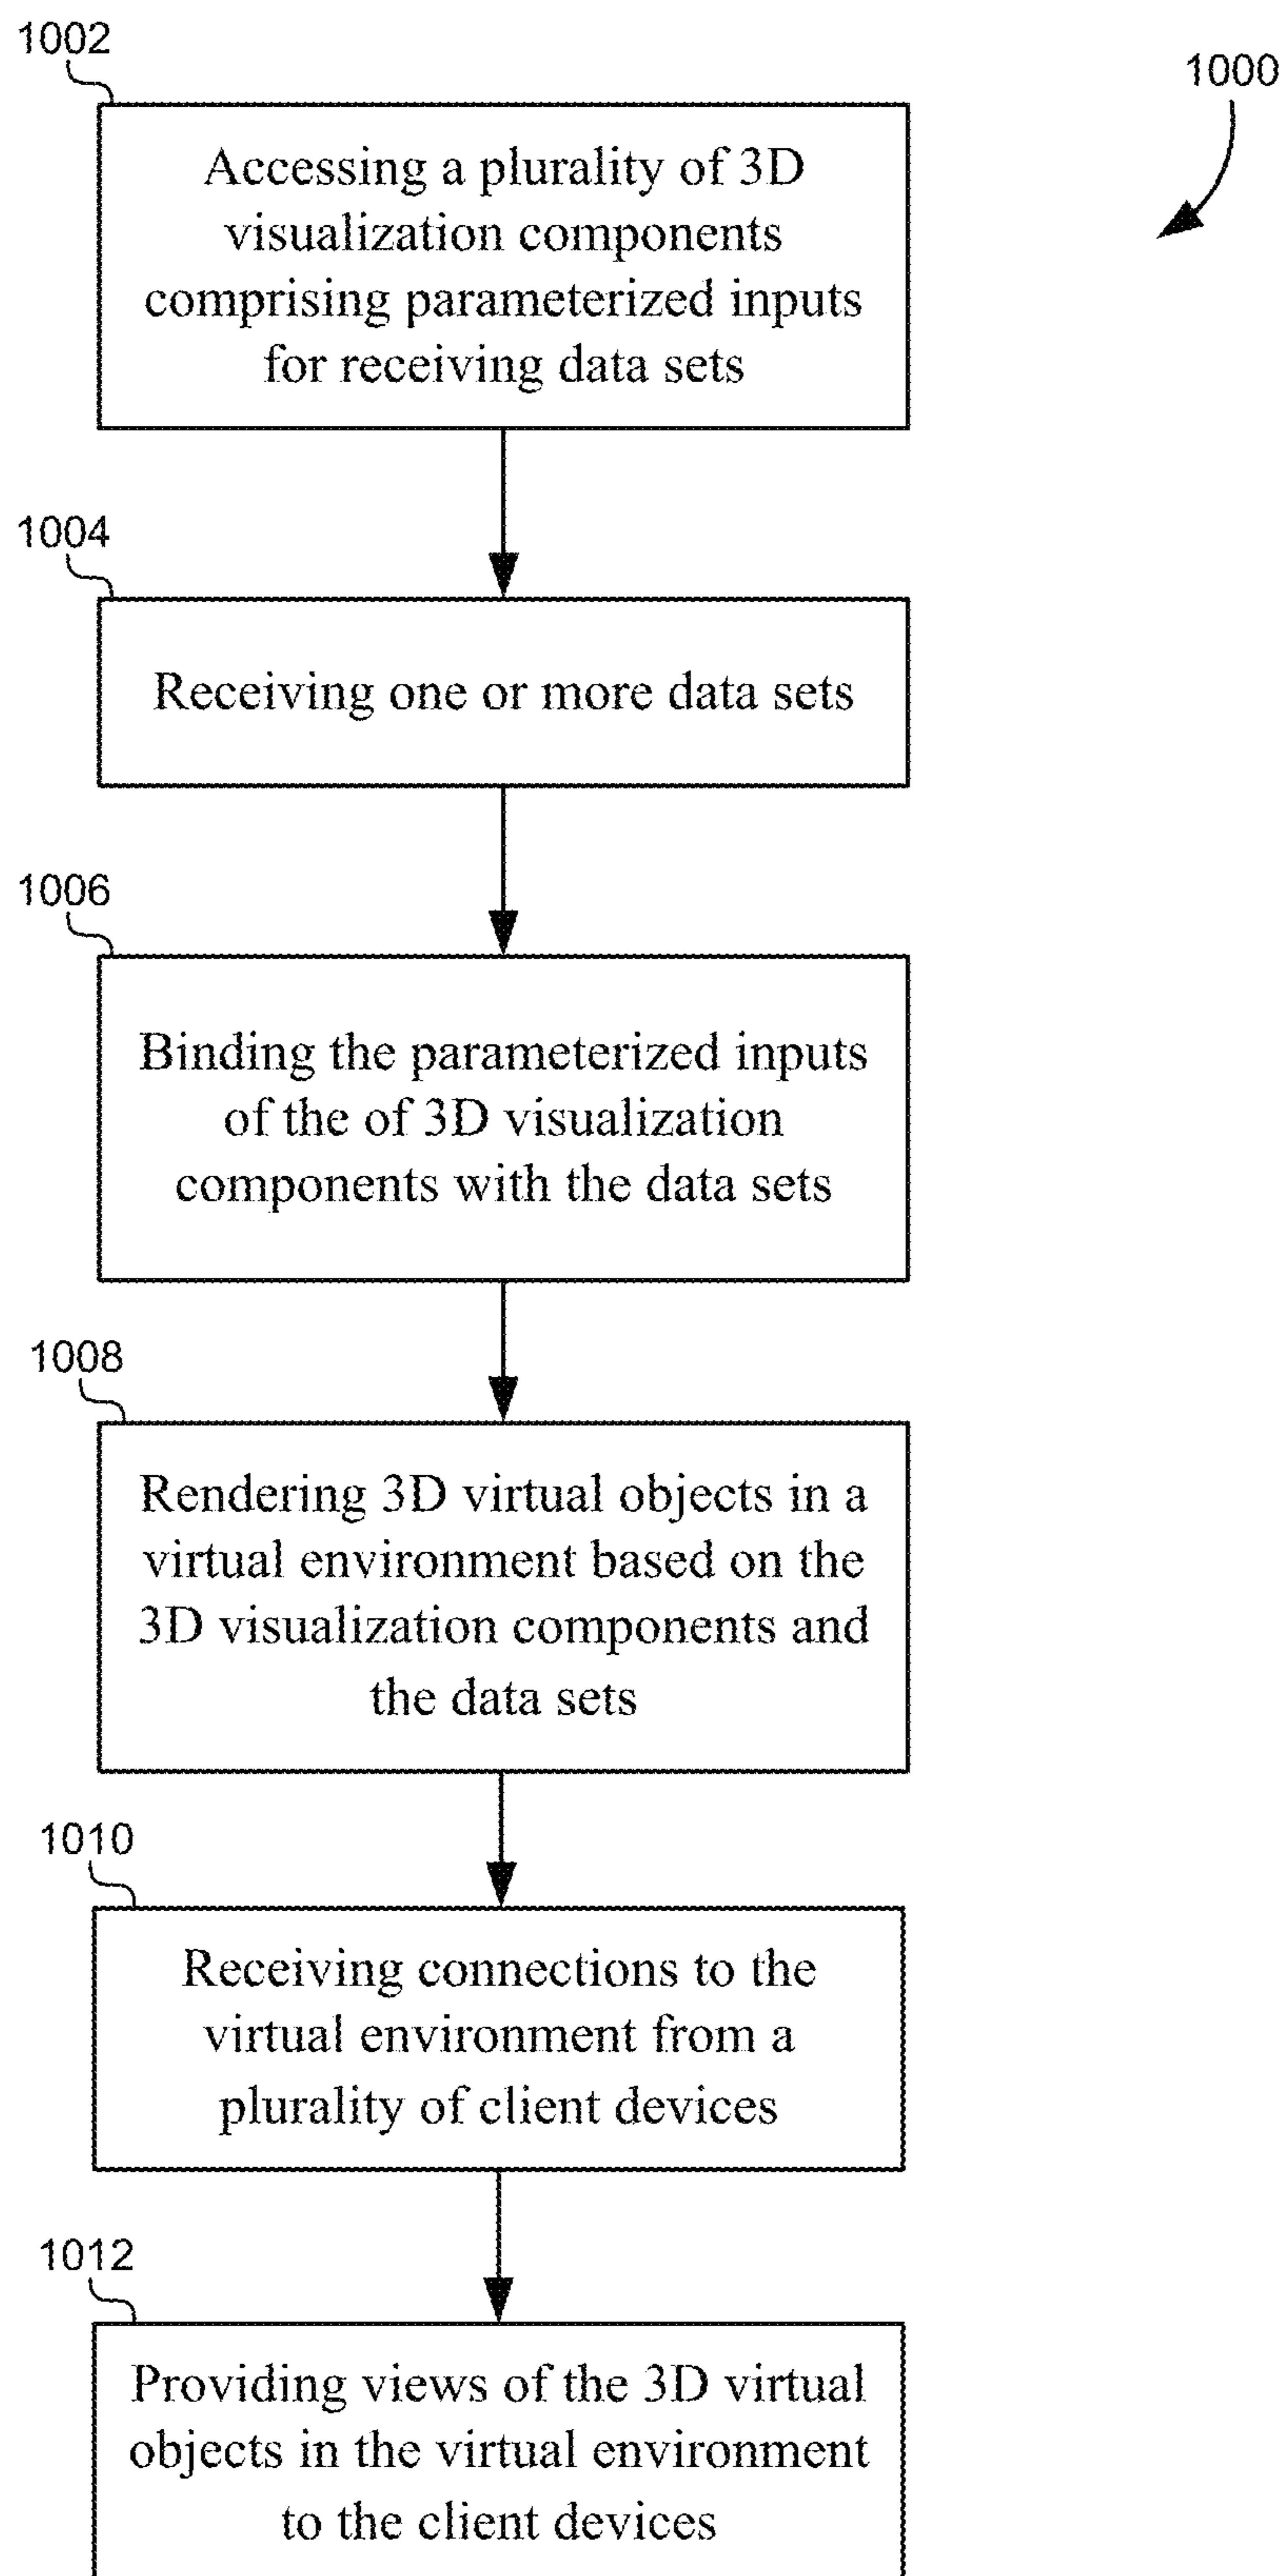 1002
1000
Accessing a plurality of 3D
visualization components
comprising parameterized inputs
for receiving data sets
1004
Receiving one or more data sets
1006
Binding the parameterized inputs
of the of 3D visualization
components with the data sets
1008
Rendering 3D virtual objects in a
virtual environment based on the
3D visualization components and
the data sets
1010
Receiving connections to the
virtual environment from a
plurality of client devices
1012
Providing views of the 3D virtual
objects in the virtual environment
to the client devices